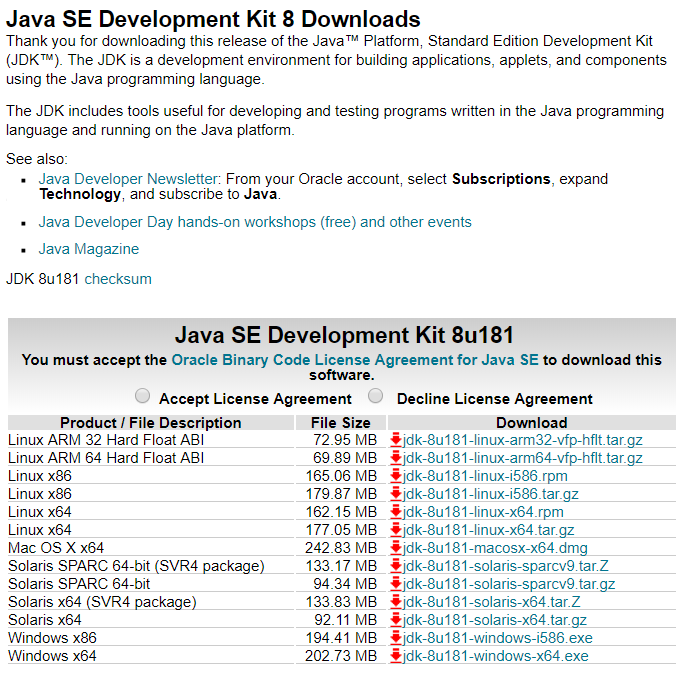 Java SE Development Kit 8 Downloads
Thank you for downloading this release of the Java™ Platform, Standard Edition Development Kit
(JDK™). The JDK is a development environment for building applications, applets, and components
using the Java programming language.
The JDK includes tools useful for developing and testing programs written in the Java programming
language and running on the Java platform.
See also:
Java Developer Newsletter: From your Oracle account, select Subscriptions, expand
Technology, and subscribe to Java.
Java Developer Day hands-on workshops (free) and other events
Java Magazine
JDK 8u181 checksum
Java SE Development Kit 8u181
You must accept the Oracle Binary Code License Agreement for Java SE to download this
software.
Accept License Agreement Decline License Agreement
Product / File Description File Size Download
Linux ARM 32 Hard Float ABI 72.95 MB jdk-8u181-linux-arm32-vfp-hflt.tar.gz
Linux ARM 64 Hard Float ABI 69.89 MB jdk-8u181-linux-arm64-vfp-hflt.tar.gz
Linux x86 165.06 MB jdk-8u181-linux-i586.rpm
Linux x86 179.87 MB jdk-8u181-linux-i586.tar.gz
Linux x64 162.15 MB jdk-8u181-linux-x64.rpm
Linux x64 177.05 MB jdk-8u181-linux-x64.tar.gz
Mac OS X x64 242.83 MB jdk-8u181-macosx-x64.dmg
Solaris SPARC 64-bit (SVR4 package) 133.17 MB jdk-8u181-solaris-sparcv9.tar.Z
Solaris SPARC 64-bit 94.34 MB jdk-8u181-solaris-sparcv9.tar.gz
Solaris x64 (SVR4 package) 133.83 MB jdk-8u181-solaris-x64.tar.Z
Solaris x64 92.11 MB jdk-8u181-solaris-x64.tar.gz
Windows x86 194.41 MB jdk-8u181-windows-i586.exe
Windows x64 202.73 MB jdk-8u181-windows-x64.exe